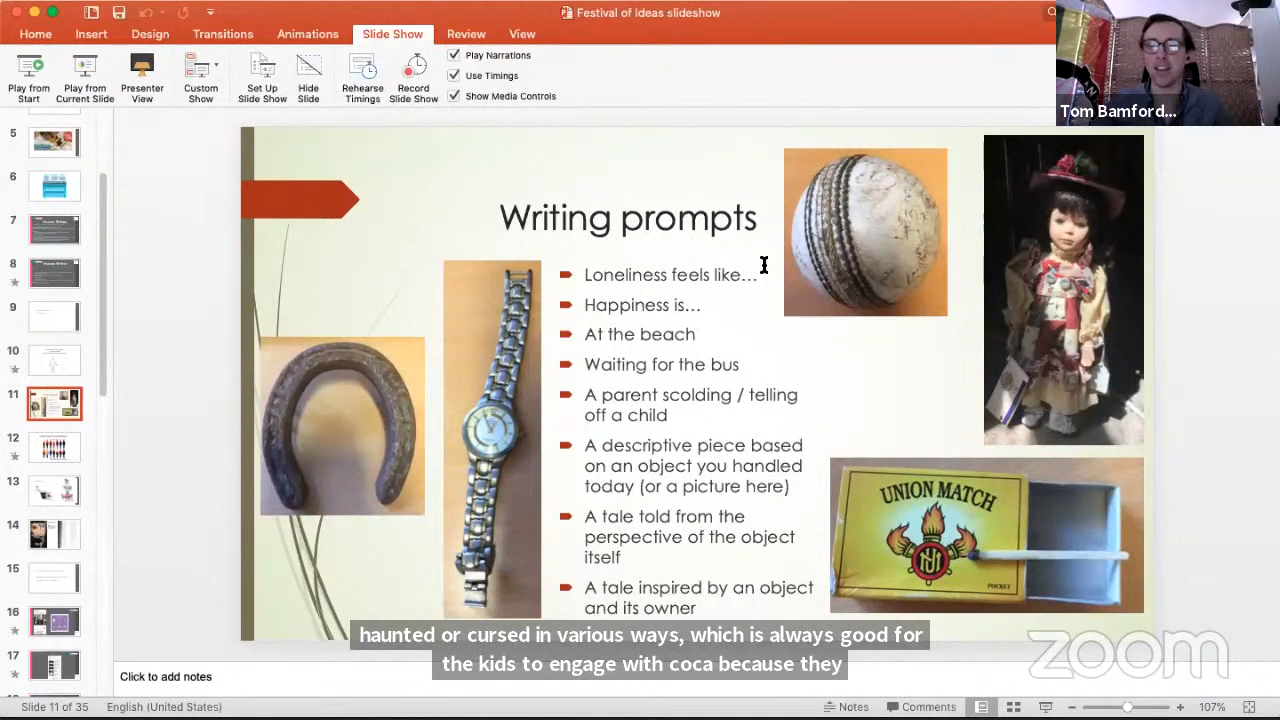 Festival of Ideas slideshow
Home Insert Design Transitions Animations Slide Show Review View
Play from Start
Play from Current Slide
Presenter View
Custom Show
Set Up Slide Show
Hide Slide
Rehearse Timings
Record Slide Show
Play Narrations
Use Timings
Show Media Controls
Tom Bamford...
5
6
7
8
9
10
11
12
13
14
15
16
17
Writing prompts
Loneliness feels like…
Happiness is…
At the beach
Waiting for the bus
A parent scolding / telling
off a child
A descriptive piece based
on an object you handled
today (or a picture here)
A tale told from the
perspective of the object
itself
A tale inspired by an object
and its owner
UNION MATCH
POCKET
haunted or cursed in various ways, which is always good for
the kids to engage with coca because they
zoom
Click to add notes
Slide 11 of 35 English (United States) Notes Comments 107%